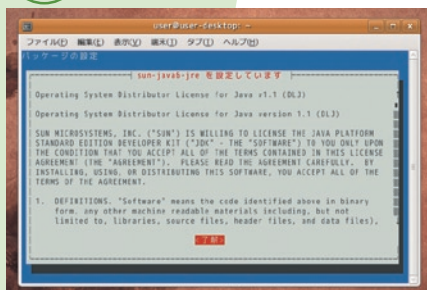 user@user-desktop: ~
ファイル(F) 編集(E) 表示(V) 端末(T) タブ(T) ヘルプ(H)
パッケージの設定
sun-java6-jre を設定しています
Operating System Distributor License for Java v1.1 (DLJ)
Operating System Distributor License for Java version 1.1 (DLJ)
SUN MICROSYSTEMS, INC. ("SUN") IS WILLING TO LICENSE THE JAVA PLATFORM
STANDARD EDITION DEVELOPER KIT ("JDK" - THE "SOFTWARE") TO YOU ONLY UPON
THE CONDITION THAT YOU ACCEPT ALL OF THE TERMS CONTAINED IN THIS LICENSE
AGREEMENT (THE "AGREEMENT"). PLEASE READ THE AGREEMENT CAREFULLY. BY
INSTALLING, USING, OR DISTRIBUTING THIS SOFTWARE, YOU ACCEPT ALL OF THE
TERMS OF THE AGREEMENT.
1. DEFINITIONS. "Software" means the code identified above in binary
form, any other machine readable materials including, but not
limited to, libraries, source files, header files, and data files),
<了解>